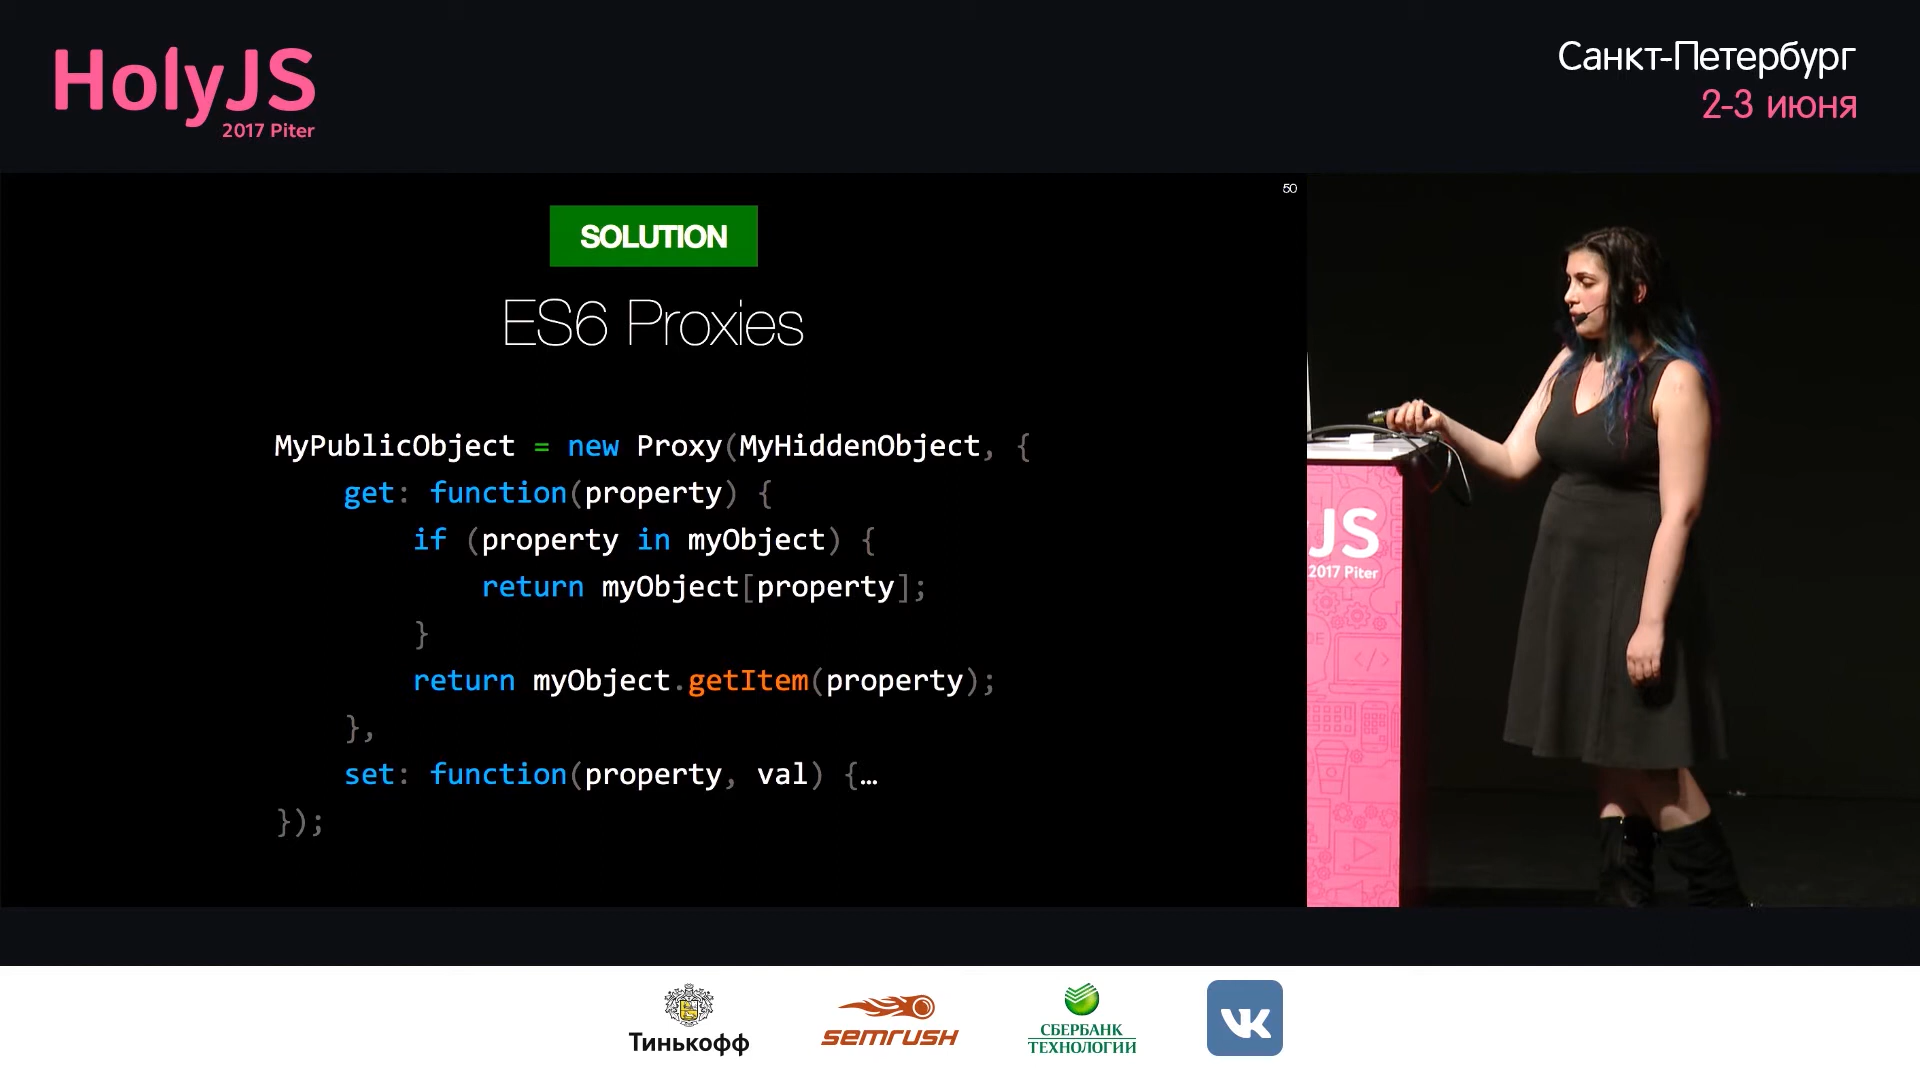 HolyJS
2017 Piter
Санкт-Петербург
2-3 июня
50
SOLUTION
ES6 Proxies
MyPublicObject = new Proxy(MyHiddenObject, {
    get: function(property) {
        if (property in myObject) {
            return myObject[property];
        }
        return myObject.getItem(property);
    },
    set: function(property, val) {…
});
JS
2017 Piter
</>
Тинькофф
semrush
СБЕРБАНК
ТЕХНОЛОГИИ
VK